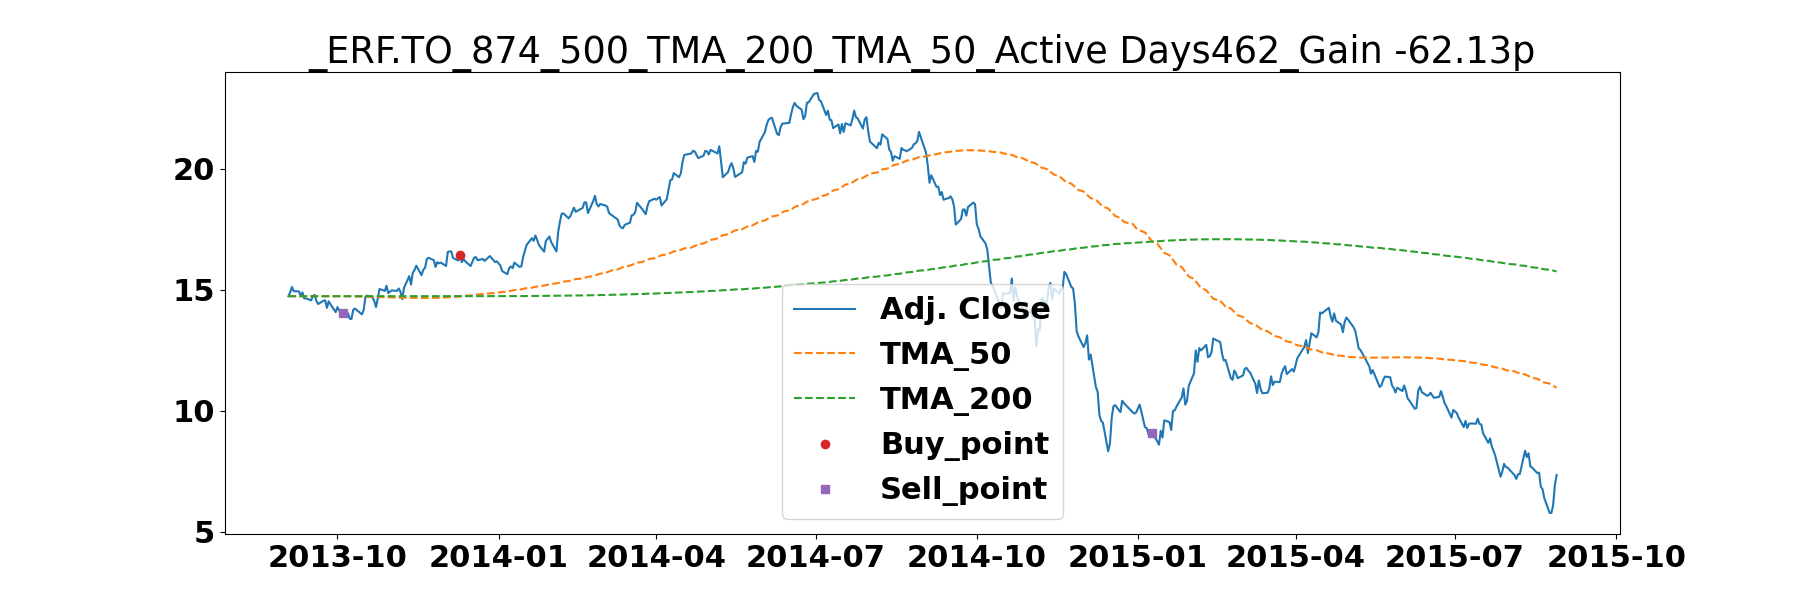 _ERF.TO_874_500_TMA_200_TMA_50_Active Days462_Gain -62.13p
20
15
10
5
Adj. Close
TMA_50
TMA_200
Buy_point
Sell_point
2013-10 2014-01 2014-04 2014-07 2014-10 2015-01 2015-04 2015-07 2015-10